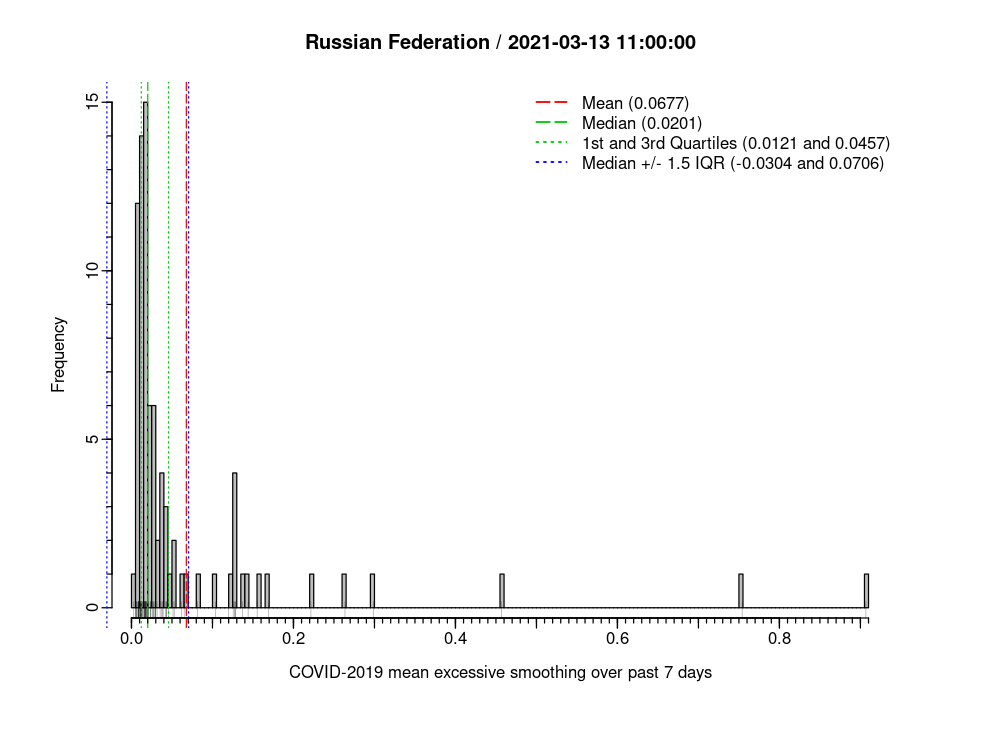 Russian Federation / 2021-03-13 11:00:00
Mean (0.0677)
Median (0.0201)
1st and 3rd Quartiles (0.0121 and 0.0457)
Median +/- 1.5 IQR (-0.0304 and 0.0706)
Frequency
15
10
5
0
0.0 0.2 0.4 0.6 0.8
COVID-2019 mean excessive smoothing over past 7 days